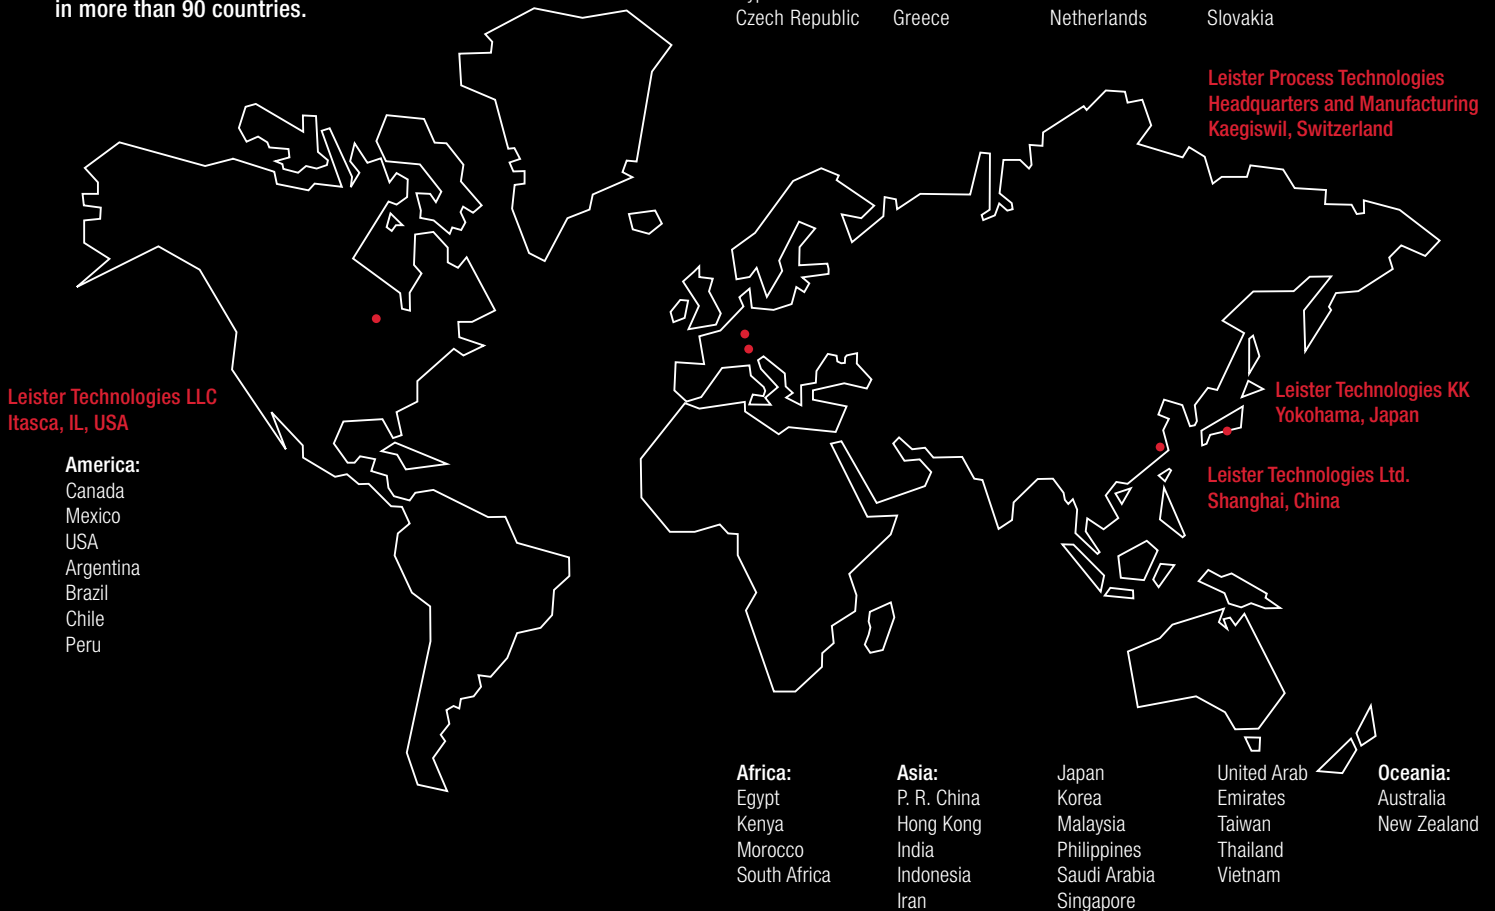 in more than 90 countries.
Czech Republic
Greece
Netherlands
Slovakia
Leister Process Technologies
Headquarters and Manufacturing
Kaegiswil, Switzerland
Leister Technologies LLC
Itasca, IL, USA
America:
Canada
Mexico
USA
Argentina
Brazil
Chile
Peru
Leister Technologies KK
Yokohama, Japan
Leister Technologies Ltd.
Shanghai, China
Africa:
Egypt
Kenya
Morocco
South Africa
Asia:
P. R. China
Hong Kong
India
Indonesia
Iran
Japan
Korea
Malaysia
Philippines
Saudi Arabia
Singapore
United Arab
Emirates
Taiwan
Thailand
Vietnam
Oceania:
Australia
New Zealand